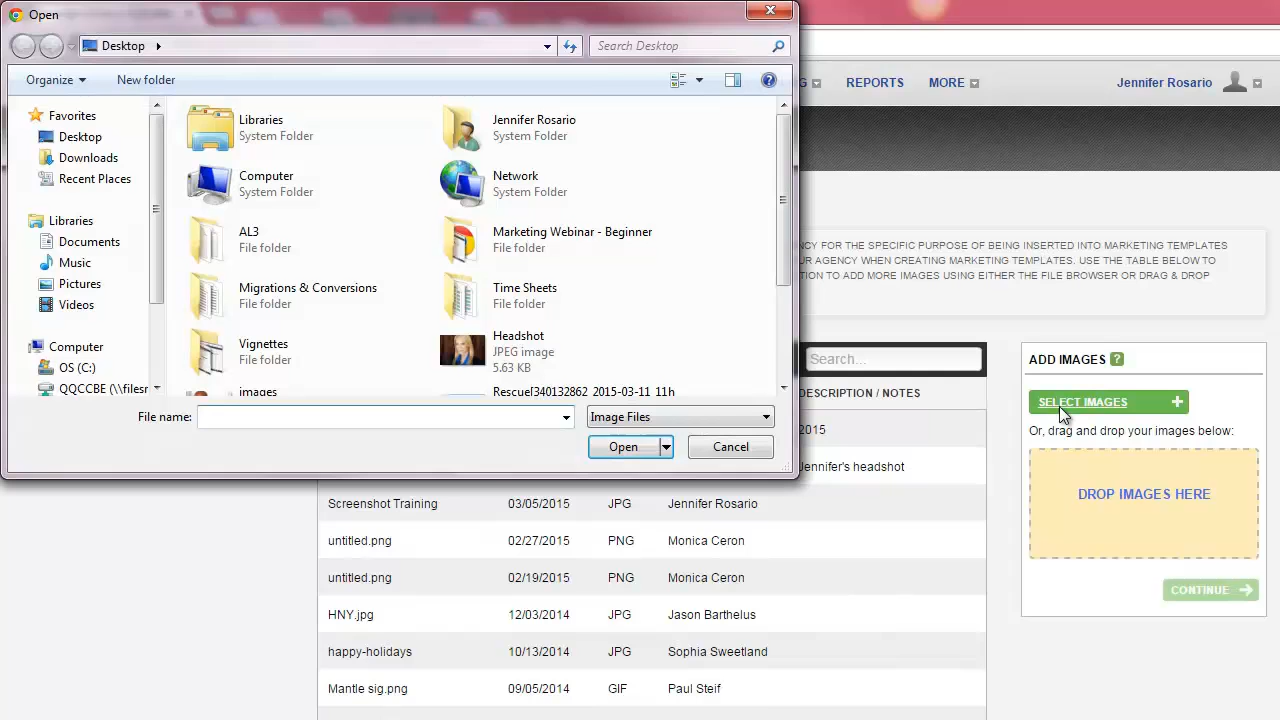 Open
Desktop
Search Desktop
Organize
New folder
Favorites
Desktop
Downloads
Recent Places
Libraries
Documents
Music
Pictures
Videos
Computer
OS (C:)
QQCCBE (\\filesr
Libraries
System Folder
Jennifer Rosario
System Folder
Computer
System Folder
Network
System Folder
AL3
File folder
Marketing Webinar - Beginner
File folder
Migrations & Conversions
File folder
Time Sheets
File folder
Vignettes
File folder
Headshot
JPEG image
5.63 KB
images
Rescue[340132862 2015-03-11 11h
File name:
Image Files
Open
Cancel
G
REPORTS
MORE
Jennifer Rosario
NCY FOR THE SPECIFIC PURPOSE OF BEING INSERTED INTO MARKETING TEMPLATES
UR AGENCY WHEN CREATING MARKETING TEMPLATES. USE THE TABLE BELOW TO
TION TO ADD MORE IMAGES USING EITHER THE FILE BROWSER OR DRAG & DROP
Search...
DESCRIPTION / NOTES
2015
Jennifer's headshot
Screenshot Training 03/05/2015 JPG Jennifer Rosario
untitled.png 02/27/2015 PNG Monica Ceron
untitled.png 02/19/2015 PNG Monica Ceron
HNY.jpg 12/03/2014 JPG Jason Barthelus
happy-holidays 10/13/2014 JPG Sophia Sweetland
Mantle sig.png 09/05/2014 GIF Paul Steif
ADD IMAGES ?
SELECT IMAGES +
Or, drag and drop your images below:
DROP IMAGES HERE
CONTINUE